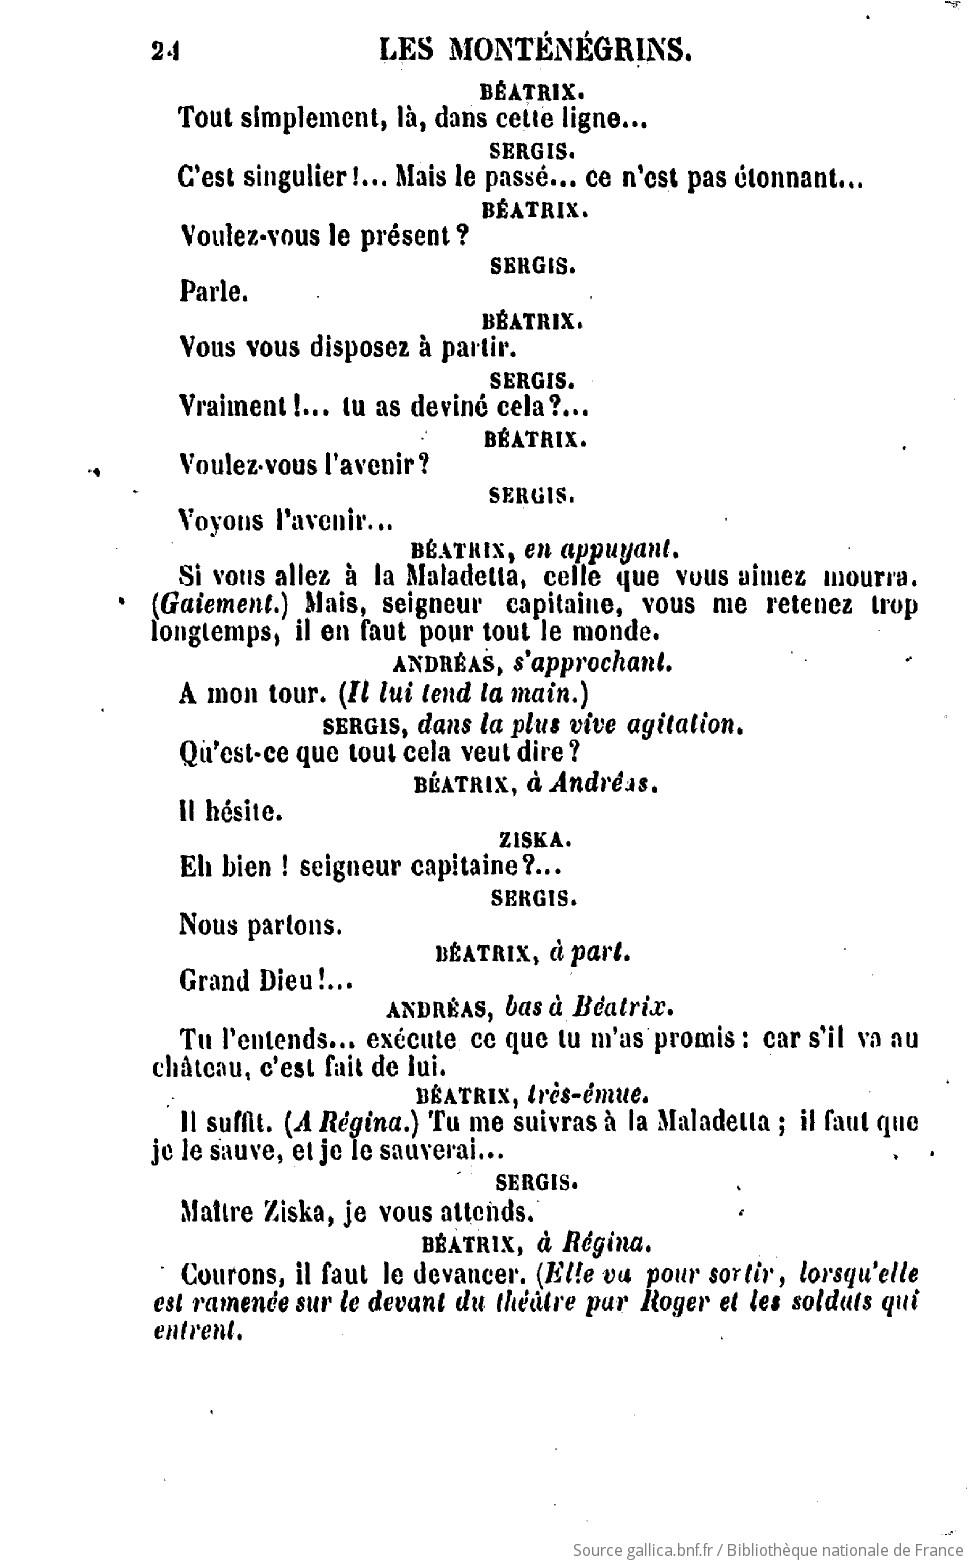 24 LES MONTÉNÉGRINS.
BÉATRIX.
Tout simplement, là, dans cette ligne...
SERGIS.
C'est singulier!... Mais le passé... ce n'est pas étonnant...
BÉATRIX.
Voulez-vous le présent?
SERGIS.
Parle.
BÉATRIX.
Vous vous disposez à partir.
SERGIS.
Vraiment!... tu as deviné cela?...
BÉATRIX.
Voulez-vous l'avenir?
SERGIS.
Voyons l'avenir...
BÉATRIX, en appuyant.
Si vous allez à la Maladetta, celle que vous aimez mourra.
(Gaiement.) Mais, seigneur capitaine, vous me retenez trop
longtemps, il en faut pour tout le monde.
ANDRÉAS, s'approchant.
A mon tour. (Il lui tend la main.)
SERGIS, dans la plus vive agitation.
Qu'est-ce que tout cela veut dire?
BÉATRIX, à Andréas.
Il hésite.
ZISKA.
Eh bien ! seigneur capitaine?...
SERGIS.
Nous partons.
BÉATRIX, à part.
Grand Dieu!...
ANDRÉAS, bas à Béatrix.
Tu l'entends... exécute ce que tu m'as promis: car s'il va au
château, c'est fait de lui.
BÉATRIX, très-émue.
Il suffit. (A Régina.) Tu me suivras à la Maladetta; il faut que
je le sauve, et je le sauverai...
SERGIS.
Maître Ziska, je vous attends.
BÉATRIX, à Régina.
Courons, il faut le devancer. (Elle va pour sortir, lorsqu'elle
est ramenée sur le devant du théâtre par Roger et les soldats qui
entrent.
Source gallica.bnf.fr / Bibliothèque nationale de France